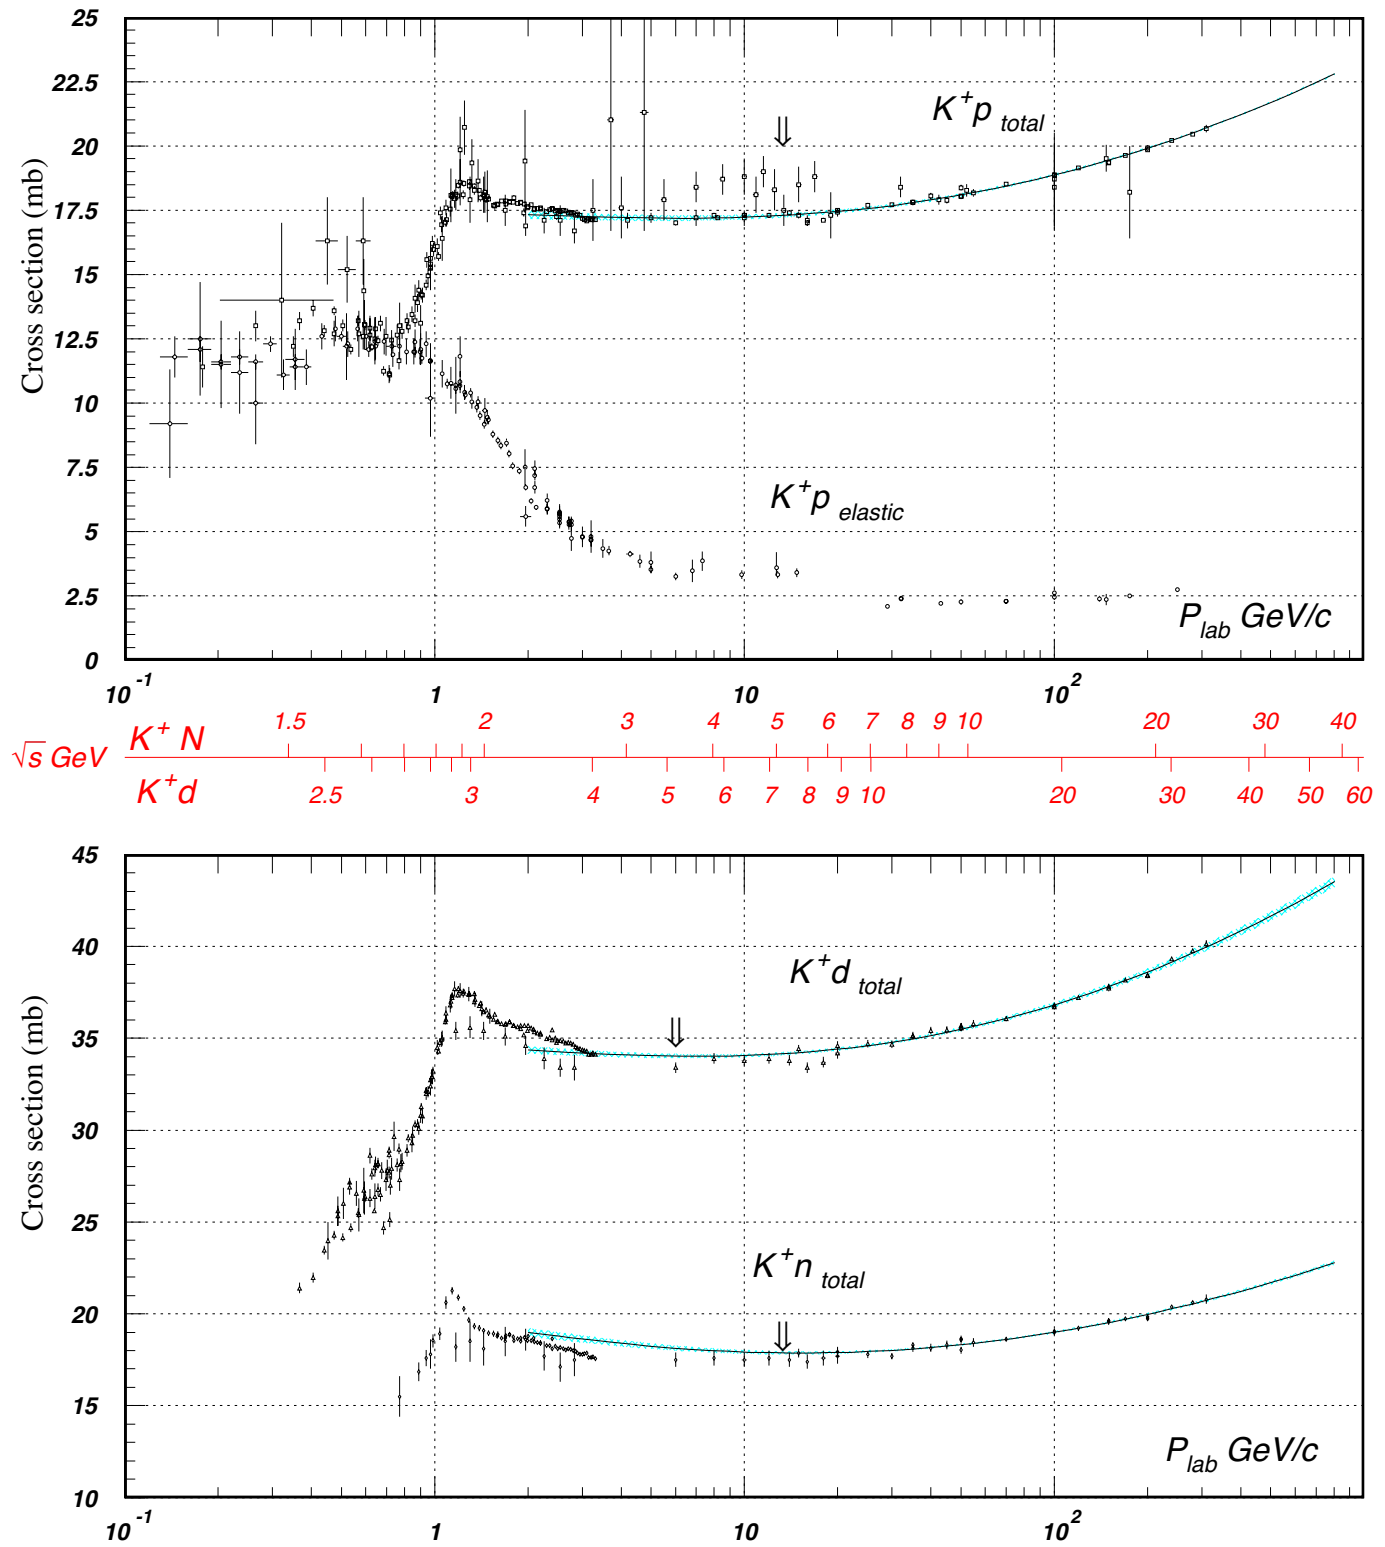 25
22.5
20
17.5
15
12.5
10
7.5
5
2.5
0
Cross section (mb)
K⁺p total
K⁺p elastic
P_lab GeV/c
10⁻¹ 1 10 10²
√s GeV
K⁺ N 1.5 2 3 4 5 6 7 8 9 10 20 30 40
K⁺d 2.5 3 4 5 6 7 8 9 10 20 30 40 50 60
45
40
35
30
25
20
15
10
Cross section (mb)
K⁺d total
K⁺n total
P_lab GeV/c
10⁻¹ 1 10 10²